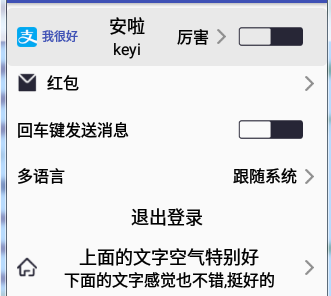 我很好
安啦
keyi
厉害
红包
回车键发送消息
多语言 跟随系统
退出登录
上面的文字空气特别好
下面的文字感觉也不错,挺好的